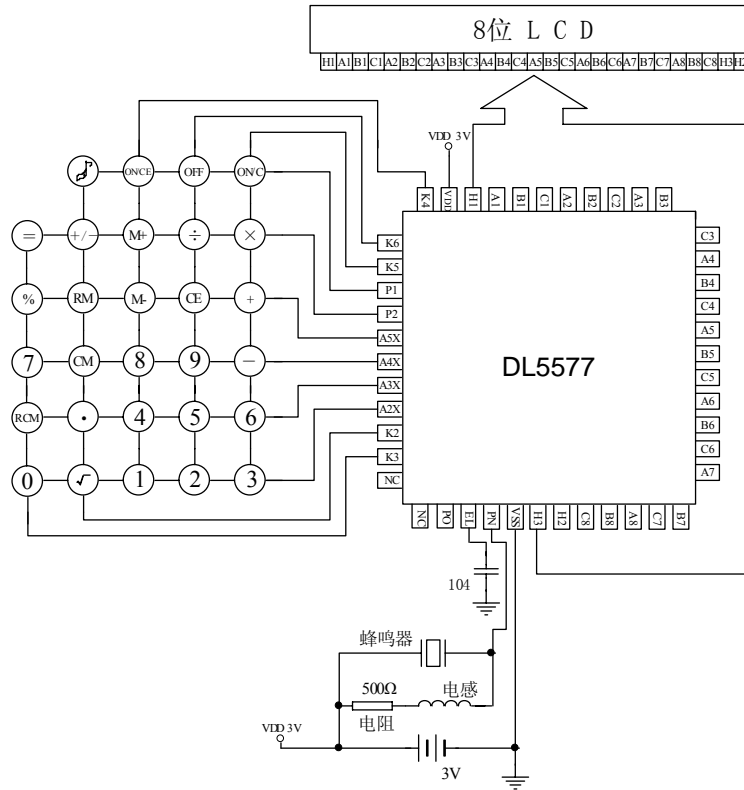 8位 L C D
H1 A1 B1 C1 A2 B2 C2 A3 B3 C3 A4 B4 C4 A5 B5 C5 A6 B6 C6 A7 B7 C7 A8 B8 C8 H3 H2
VDD 3V
ON/CE OFF ON/C
= +/- M+ ÷ ×
% RM M- CE +
7 CM 8 9 −
RCM • 4 5 6
0 √ 1 2 3
K4 VDD H1 A1 B1 C1 A2 B2 C2 A3 B3
K6
K5
P1
P2
A5X
A4X
A3X
A2X
K2
K3
NC
DL5577
C3
A4
B4
C4
A5
B5
C5
A6
B6
C6
A7
NC PO EL PN VSS H3 H2 C8 B8 A8 C7 B7
104
蜂鸣器
500Ω 电感
电阻
VDD 3V
3V